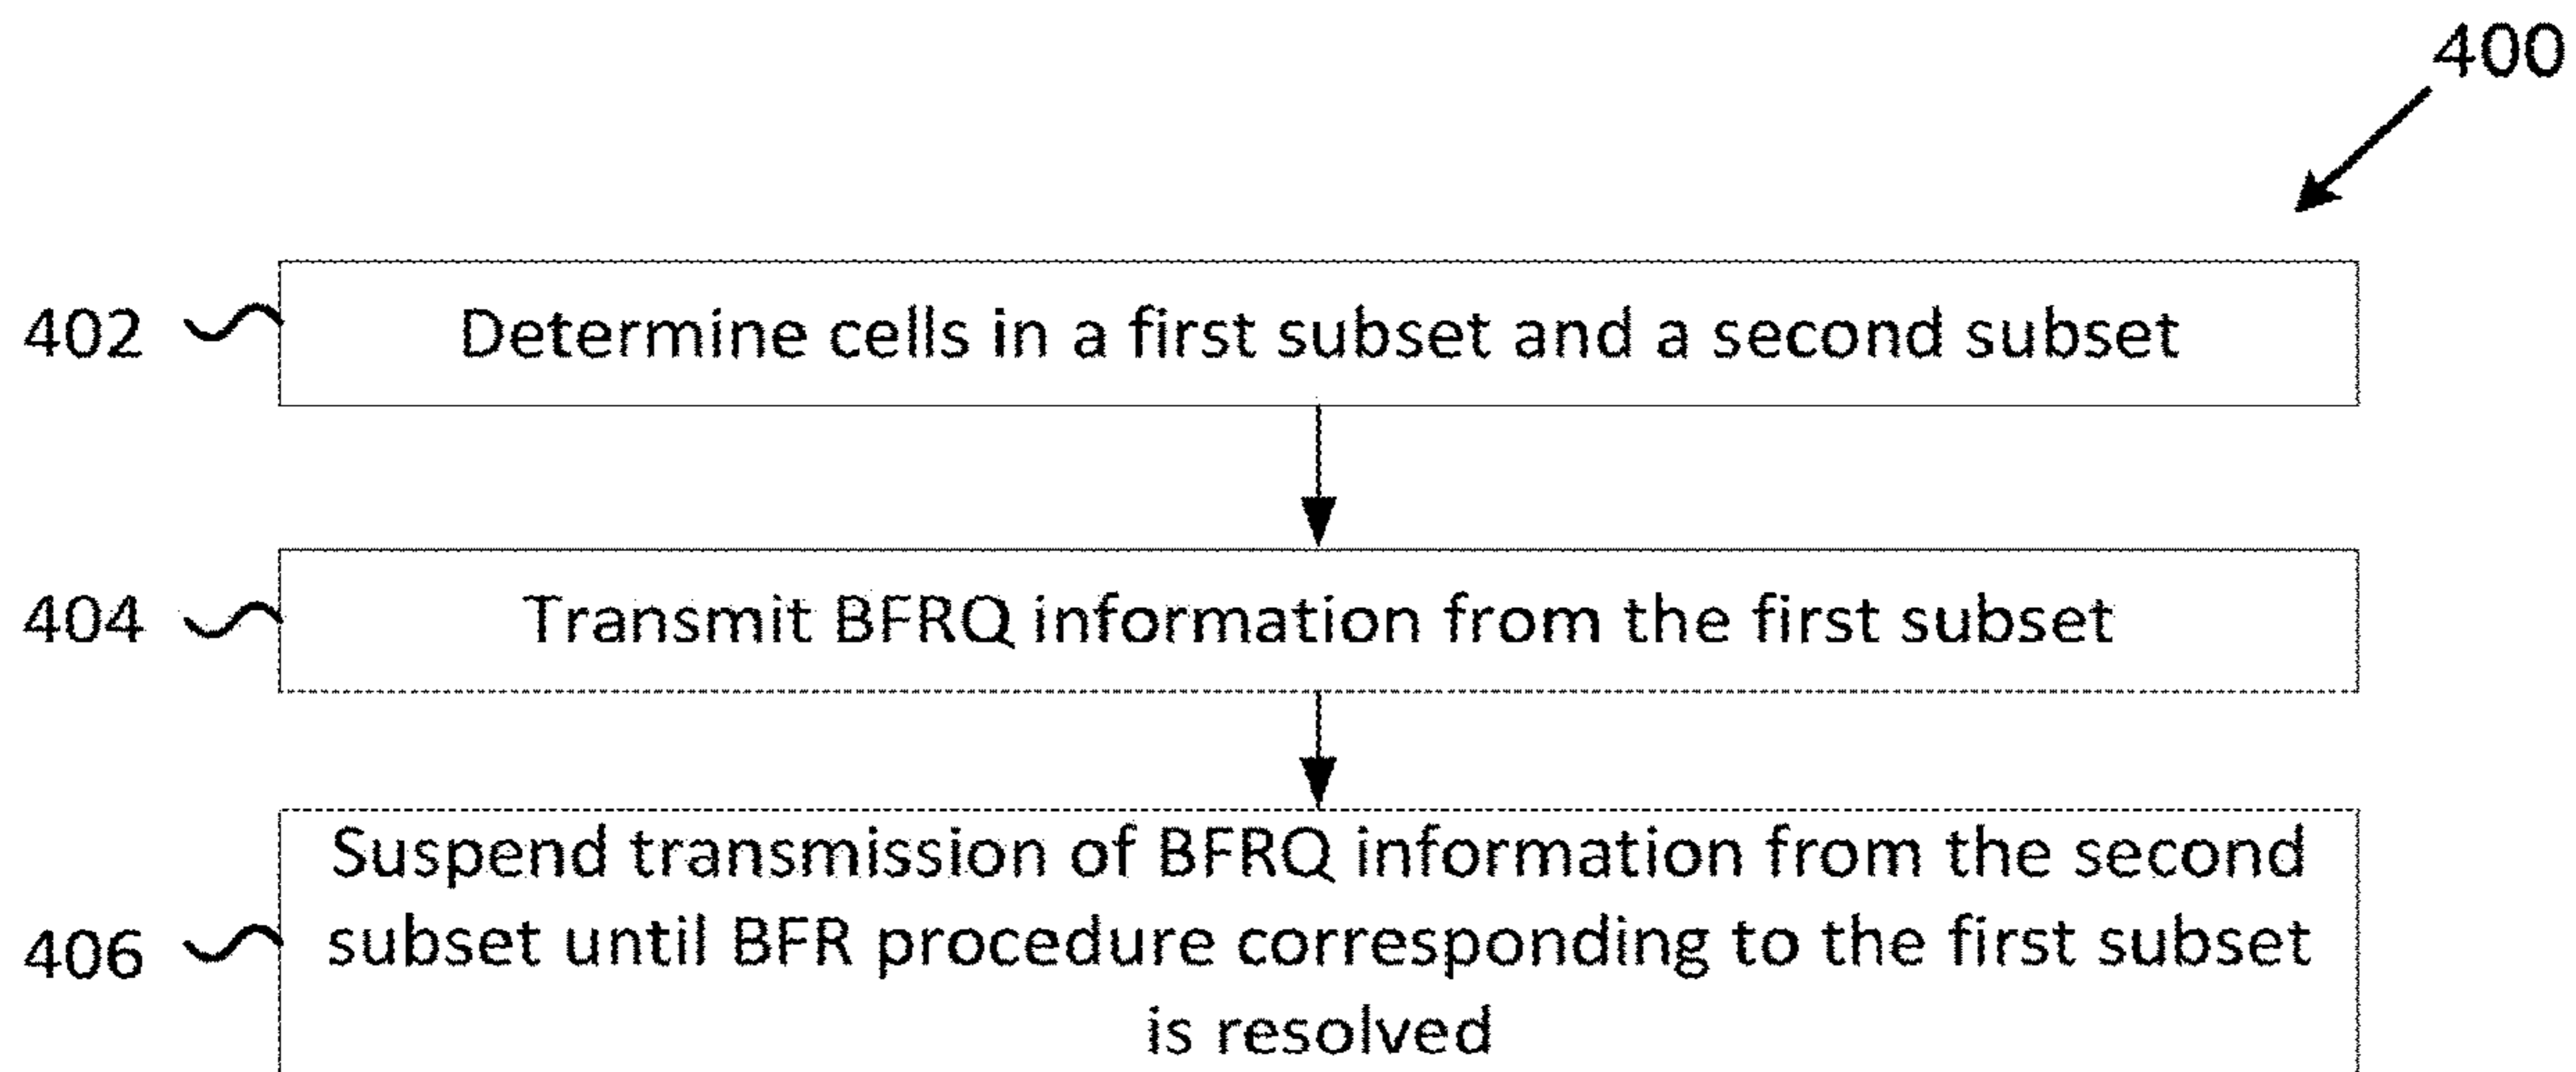 400
402
Determine cells in a first subset and a second subset
404
Transmit BFRQ information from the first subset
406
Suspend transmission of BFRQ information from the second
subset until BFR procedure corresponding to the first subset
is resolved